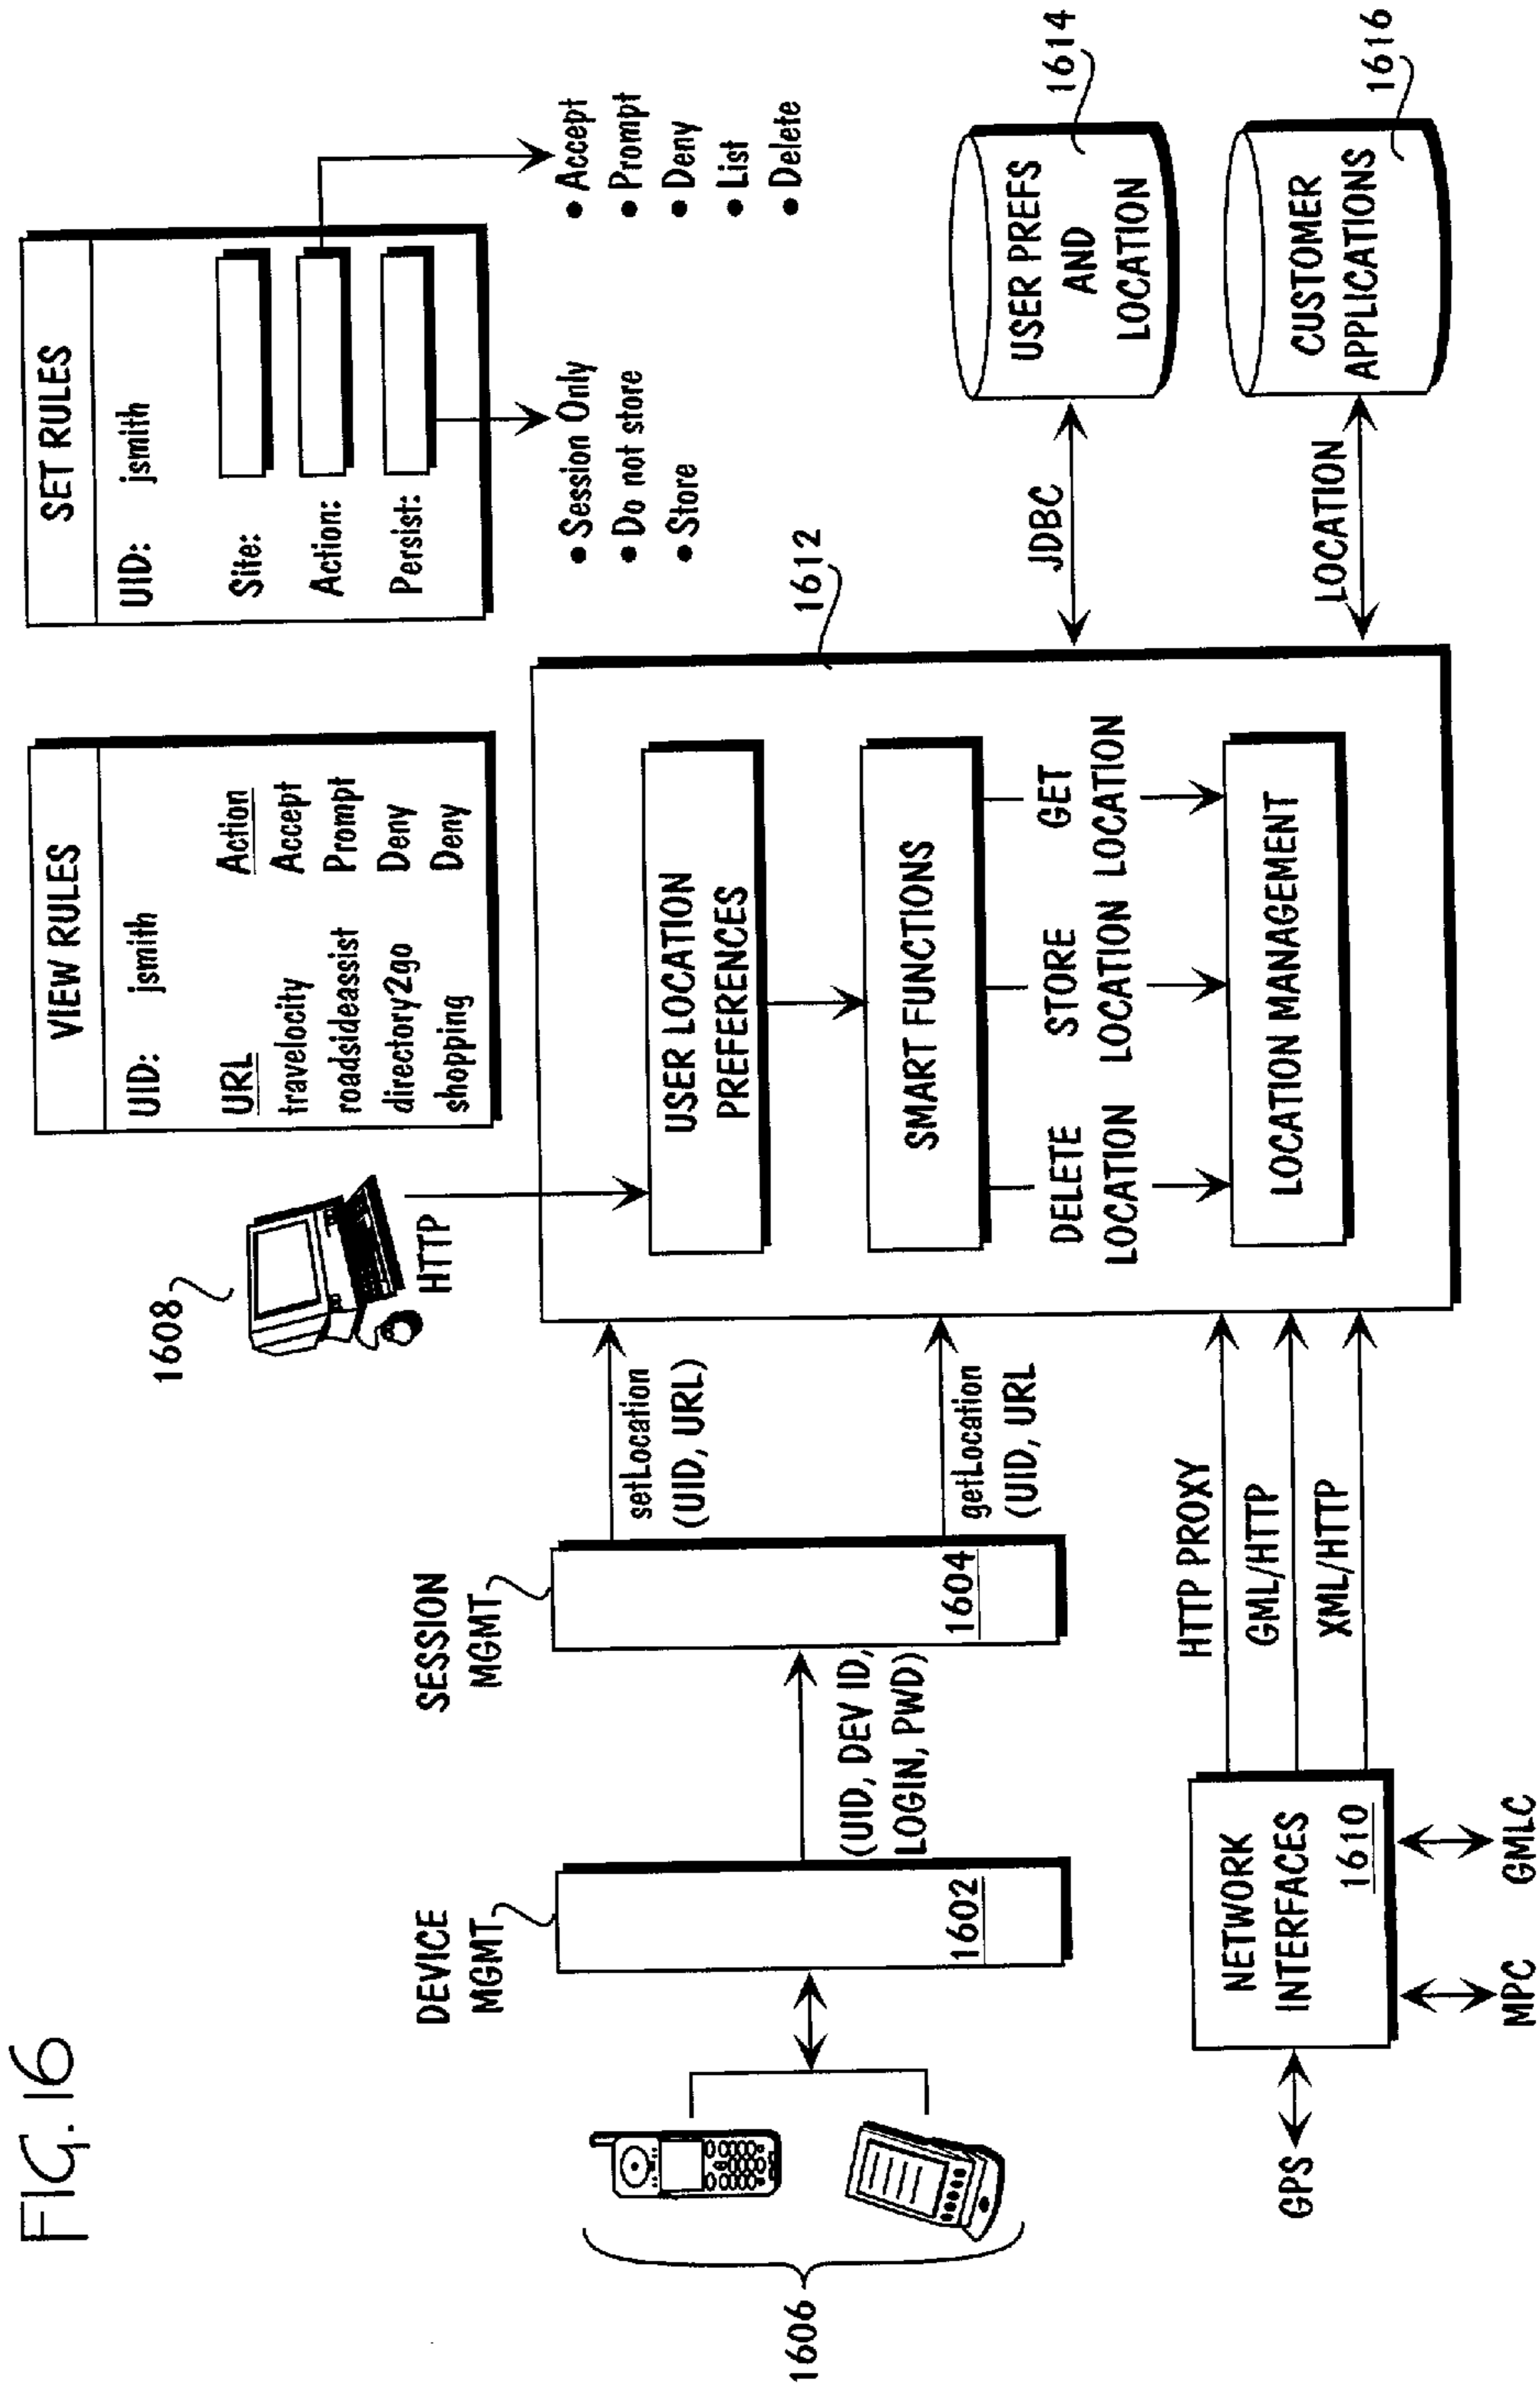 FIG. 16
VIEW RULES
UID: jsmith
URL Action
travelocity Accept
roadsideassist Prompt
directory2go Deny
shopping Deny
SET RULES
UID: jsmith
Site:
Action:
Persist:
• Session Only
• Do not store
• Store
• Accept
• Prompt
• Deny
• List
• Delete
1608
HTTP
1606
DEVICE
MGMT
1602
(UID, DEV ID,
LOGIN, PWD)
SESSION
MGMT
1604
setLocation
(UID, URL)
getLocation
(UID, URL
1612
USER LOCATION
PREFERENCES
SMART FUNCTIONS
DELETE
LOCATION
STORE
LOCATION
GET
LOCATION
LOCATION MANAGEMENT
JDBC
USER PREFS
AND
LOCATION
1614
LOCATION
CUSTOMER
APPLICATIONS
1616
GPS
NETWORK
INTERFACES
1610
MPC
GMLC
HTTP PROXY
GML/HTTP
XML/HTTP